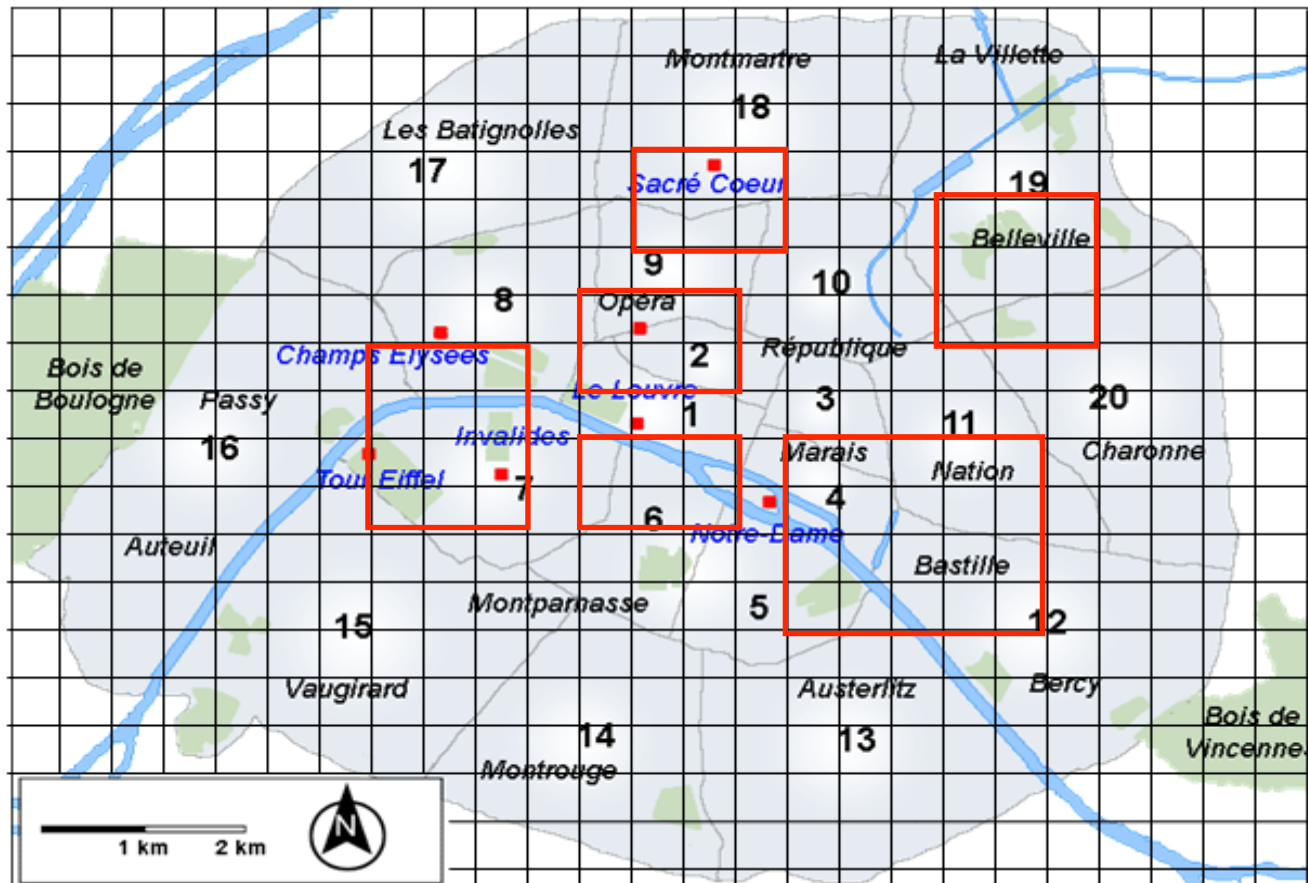 La Villette
Montmartre
18
Les Batignolles
17
Sacré Coeur
19
Belleville
9
10
Opéra
8
République
Champs Elysées
2
Bois de
Boulogne
Le Louvre
Passy
3
20
1
11
Invalides
16
Marais
Charonne
Nation
Tour Eiffel
7
4
6
Notre-Dame
Auteuil
Bastille
Montparnasse
5
15
12
Vaugirard
Austerlitz
Bercy
Bois de
Vincennes
14
13
Montrouge
N
1 km
2 km